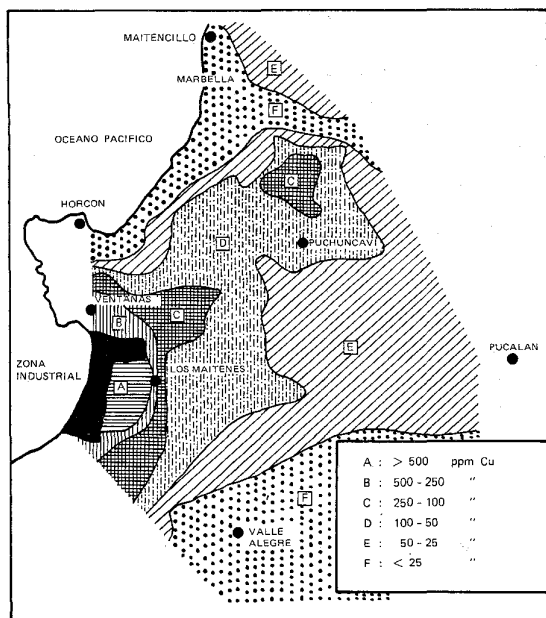 MAITENCILLO
E
MARBELLA
F
OCEANO PACIFICO
C
HORCON
D
PUCHUNCAVI
VENTANAS
C
B
E
PUCALAN
ZONA
INDUSTRIAL
LOS MAITENES
A
A : > 500 ppm Cu
B : 500 - 250 "
C : 250 - 100 "
D : 100 - 50 "
E : 50 - 25 "
F : < 25 "
F
VALLE
ALEGRE